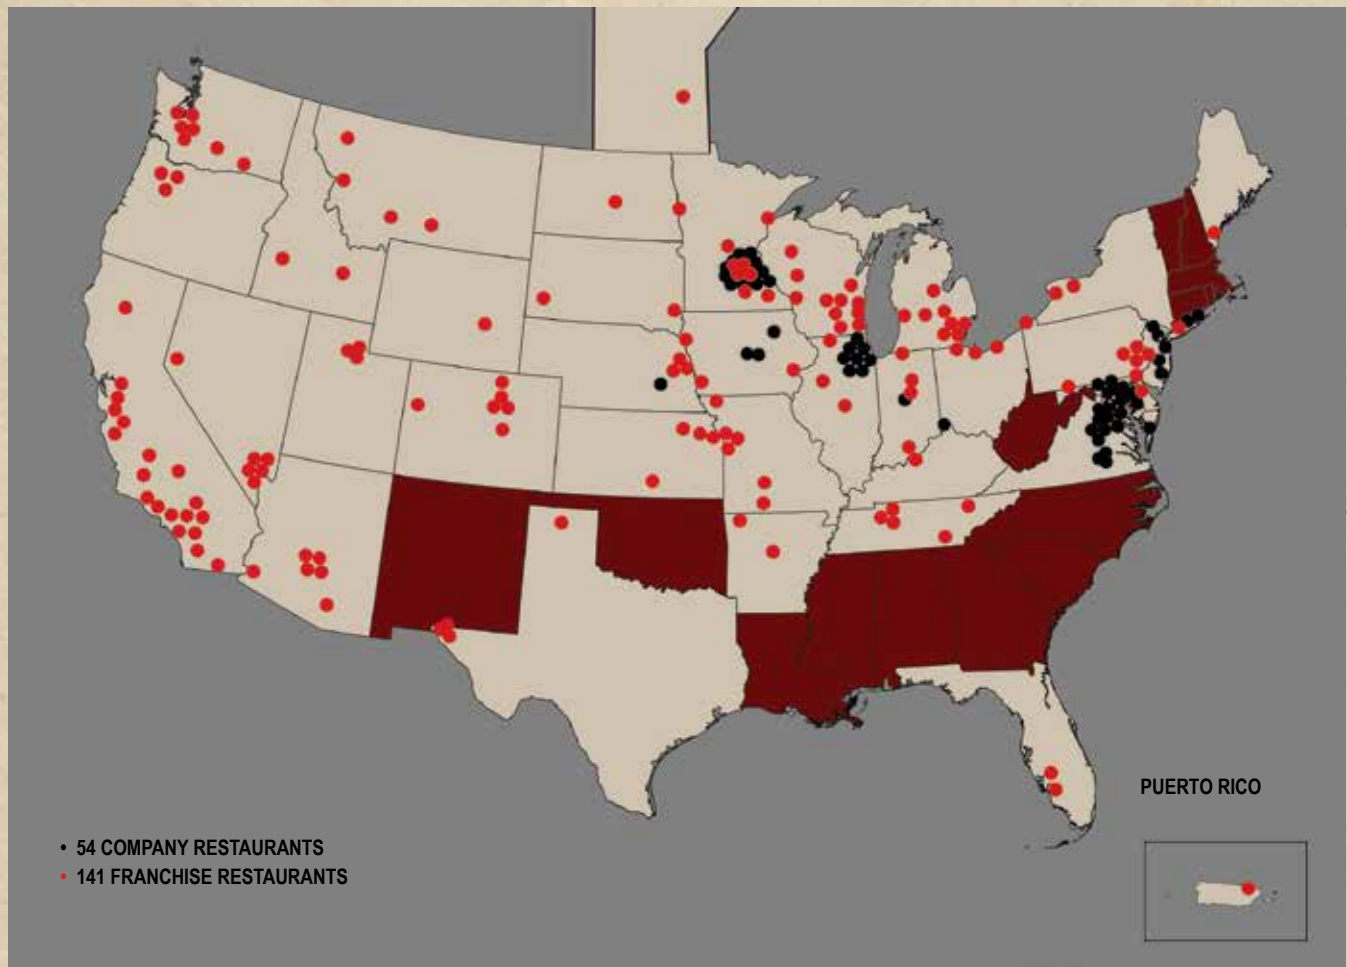 PUERTO RICO
• 54 COMPANY RESTAURANTS
• 141 FRANCHISE RESTAURANTS